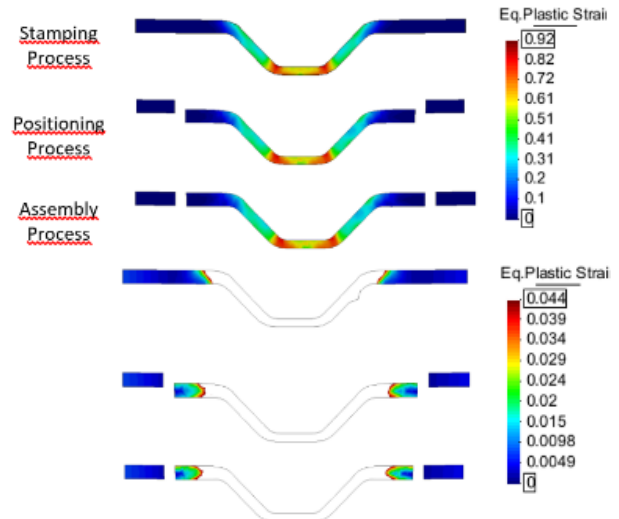 Stamping
Process
Positioning
Process
Assembly
Process
Eq.Plastic Strai
0.92
0.82
0.72
0.61
0.51
0.41
0.31
0.2
0.1
0
Eq.Plastic Strai
0.044
0.039
0.034
0.029
0.024
0.02
0.015
0.0098
0.0049
0